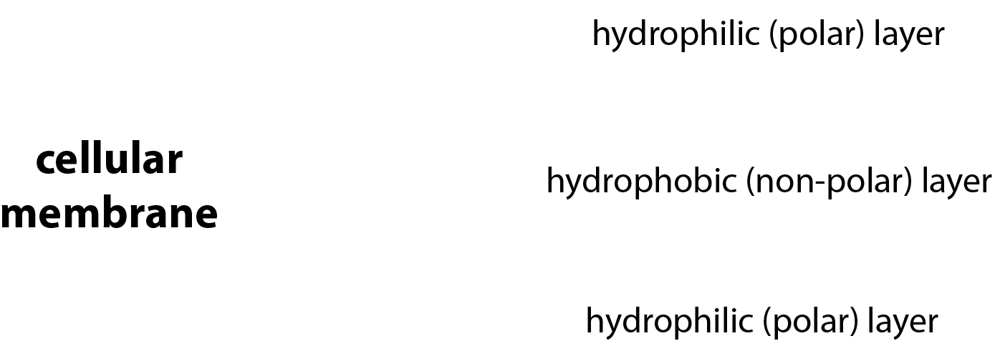 hydrophilic (polar) layer
cellular
membrane
hydrophobic (non-polar) layer
hydrophilic (polar) layer